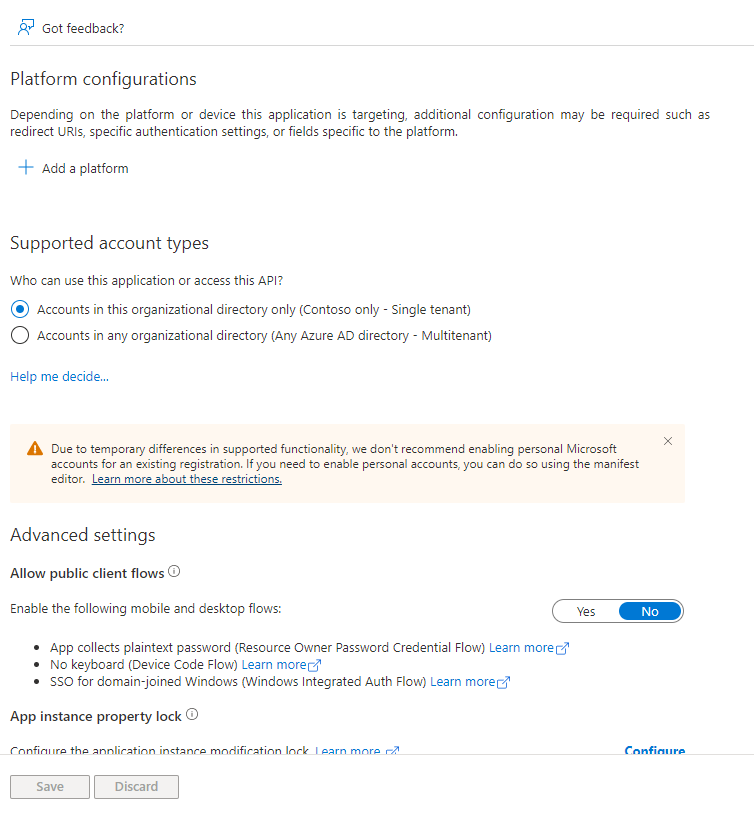 Got feedback?
Platform configurations
Depending on the platform or device this application is targeting, additional configuration may be required such as
redirect URIs, specific authentication settings, or fields specific to the platform.
Add a platform
Supported account types
Who can use this application or access this API?
Accounts in this organizational directory only (Contoso only - Single tenant)
Accounts in any organizational directory (Any Azure AD directory - Multitenant)
Help me decide...
Due to temporary differences in supported functionality, we don't recommend enabling personal Microsoft
accounts for an existing registration. If you need to enable personal accounts, you can do so using the manifest
editor. Learn more about these restrictions.
Advanced settings
Allow public client flows
Enable the following mobile and desktop flows: Yes No
• App collects plaintext password (Resource Owner Password Credential Flow) Learn more
• No keyboard (Device Code Flow) Learn more
• SSO for domain-joined Windows (Windows Integrated Auth Flow) Learn more
App instance property lock
Configure the application instance modification lock. Learn more Configure
Save Discard